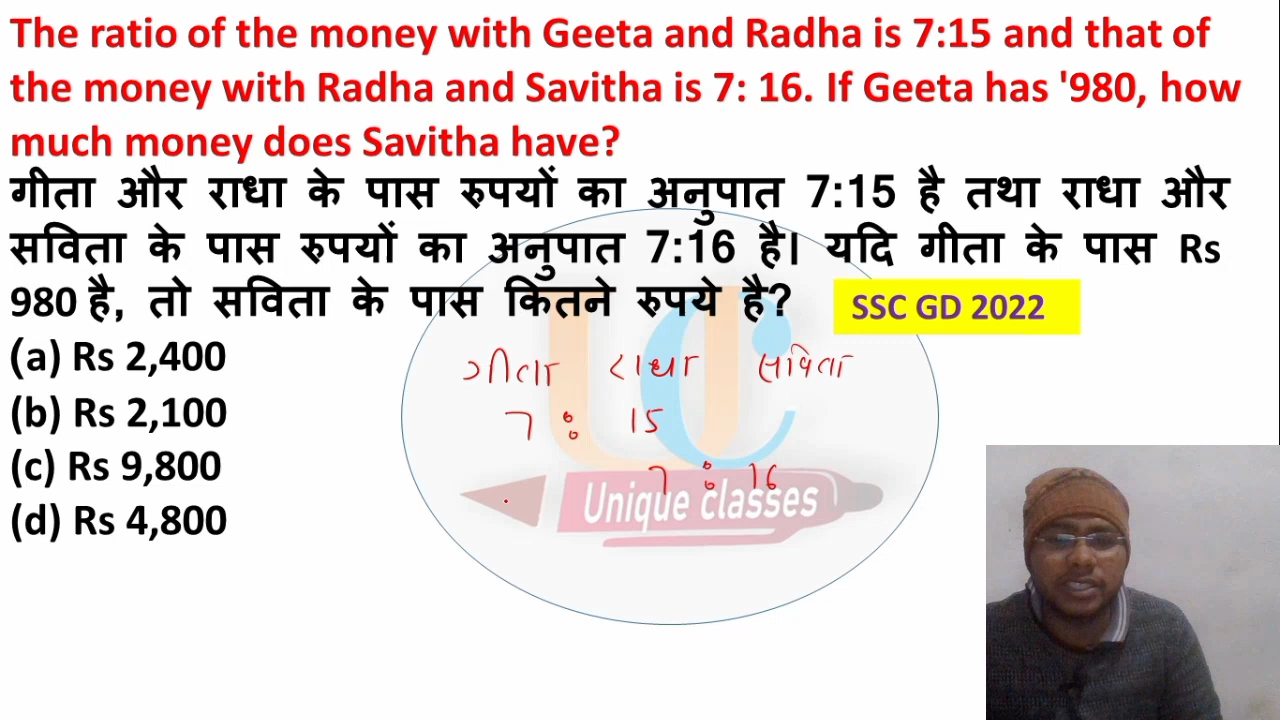 The ratio of the money with Geeta and Radha is 7:15 and that of
the money with Radha and Savitha is 7: 16. If Geeta has '980, how
much money does Savitha have?
गीता और राधा के पास रुपयों का अनुपात 7:15 है तथा राधा और
सविता के पास रुपयों का अनुपात 7:16 है। यदि गीता के पास Rs
980 है, तो सविता के पास कितने रुपये है?
SSC GD 2022
(a) Rs 2,400
(b) Rs 2,100
(c) Rs 9,800
(d) Rs 4,800
गीता राधा सविता
7 : 15
7 : 16
UC
Unique classes